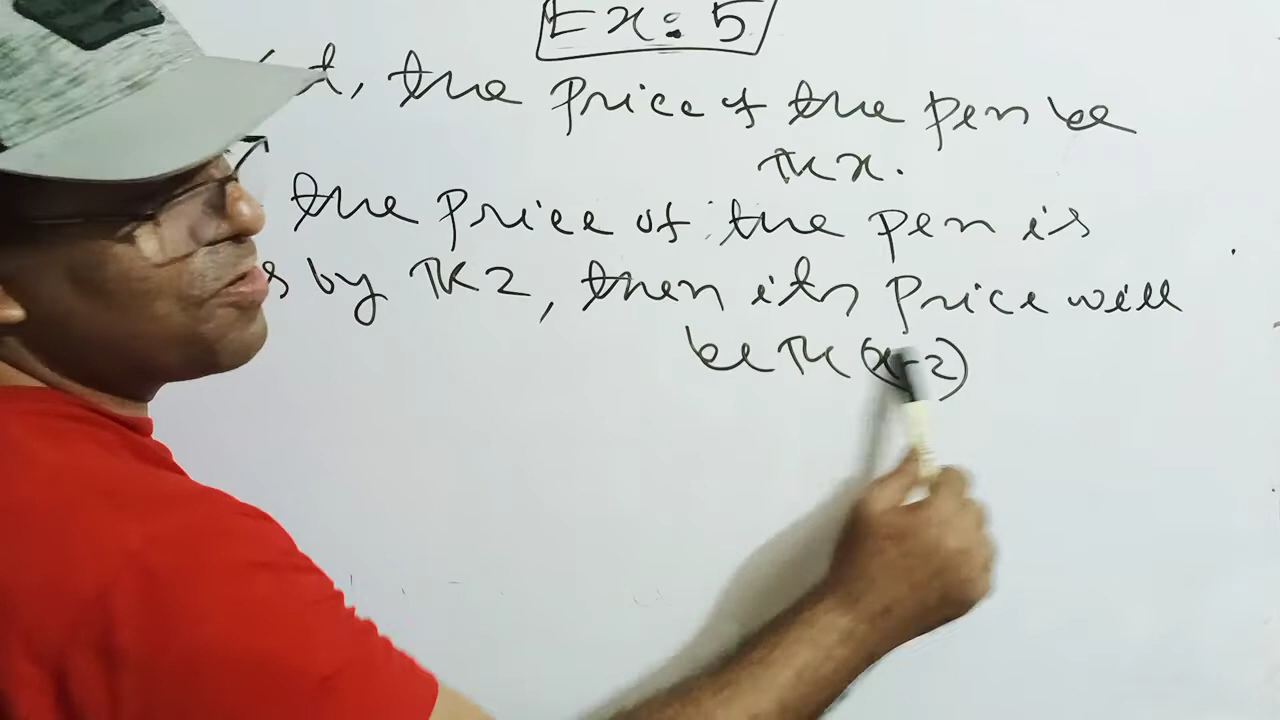 Ex: 5
the price of the pen be
TK x.
the price of the pen is
by TK 2, then its price will
be TK (x-2)